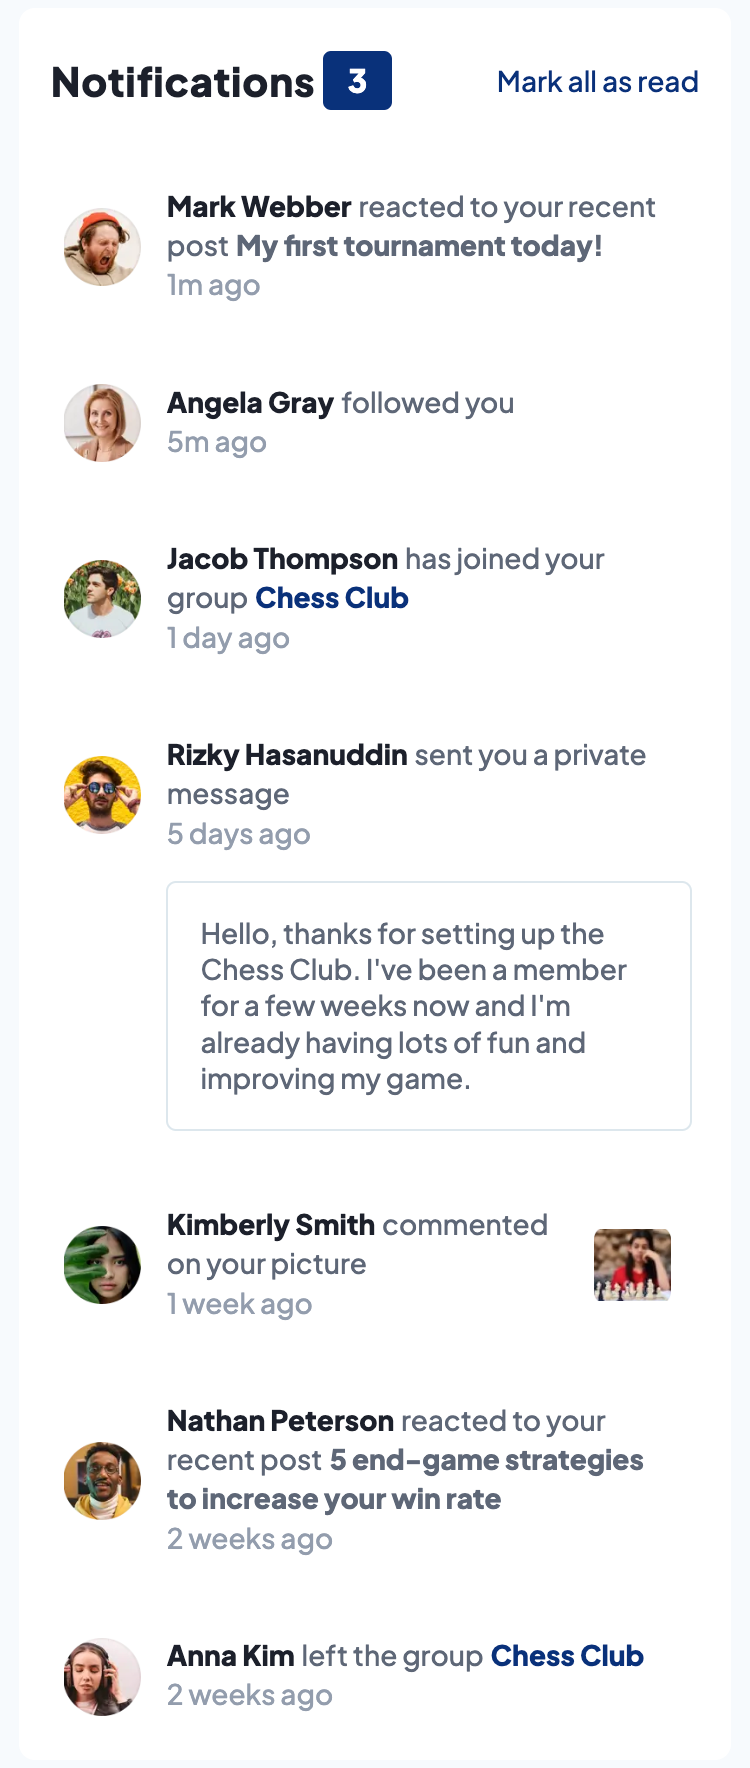 Notifications 3 Mark all as read
Mark Webber reacted to your recent
post My first tournament today!
1m ago
Angela Gray followed you
5m ago
Jacob Thompson has joined your
group Chess Club
1 day ago
Rizky Hasanuddin sent you a private
message
5 days ago
Hello, thanks for setting up the
Chess Club. I've been a member
for a few weeks now and I'm
already having lots of fun and
improving my game.
Kimberly Smith commented
on your picture
1 week ago
Nathan Peterson reacted to your
recent post 5 end-game strategies
to increase your win rate
2 weeks ago
Anna Kim left the group Chess Club
2 weeks ago